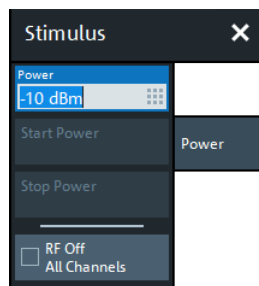 Stimulus
Power
-10 dBm
Start Power
Power
Stop Power
RF Off
All Channels